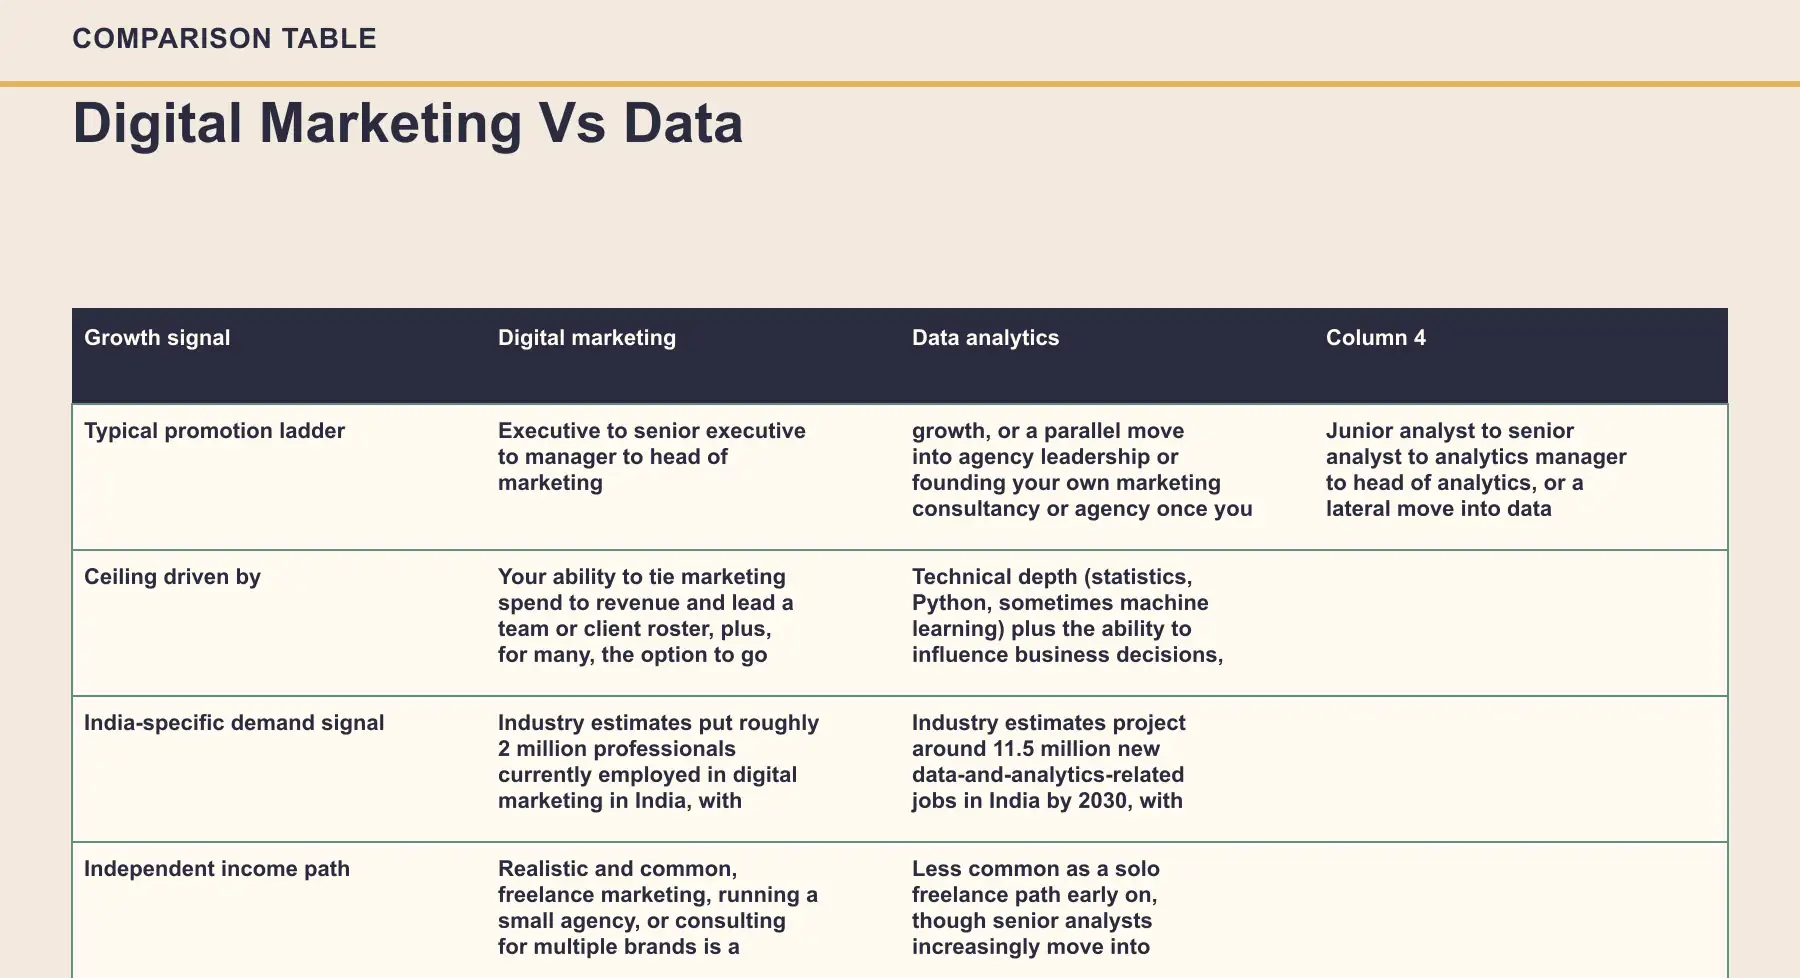 COMPARISON TABLE
Digital Marketing Vs Data
Growth signal
Digital marketing
Data analytics
Column 4
Typical promotion ladder
Executive to senior executive
to manager to head of
marketing
growth, or a parallel move
into agency leadership or
founding your own marketing
consultancy or agency once you
Junior analyst to senior
analyst to analytics manager
to head of analytics, or a
lateral move into data
Ceiling driven by
Your ability to tie marketing
spend to revenue and lead a
team or client roster, plus,
for many, the option to go
Technical depth (statistics,
Python, sometimes machine
learning) plus the ability to
influence business decisions,
India-specific demand signal
Industry estimates put roughly
2 million professionals
currently employed in digital
marketing in India, with
Industry estimates project
around 11.5 million new
data-and-analytics-related
jobs in India by 2030, with
Independent income path
Realistic and common,
freelance marketing, running a
small agency, or consulting
for multiple brands is a
Less common as a solo
freelance path early on,
though senior analysts
increasingly move into